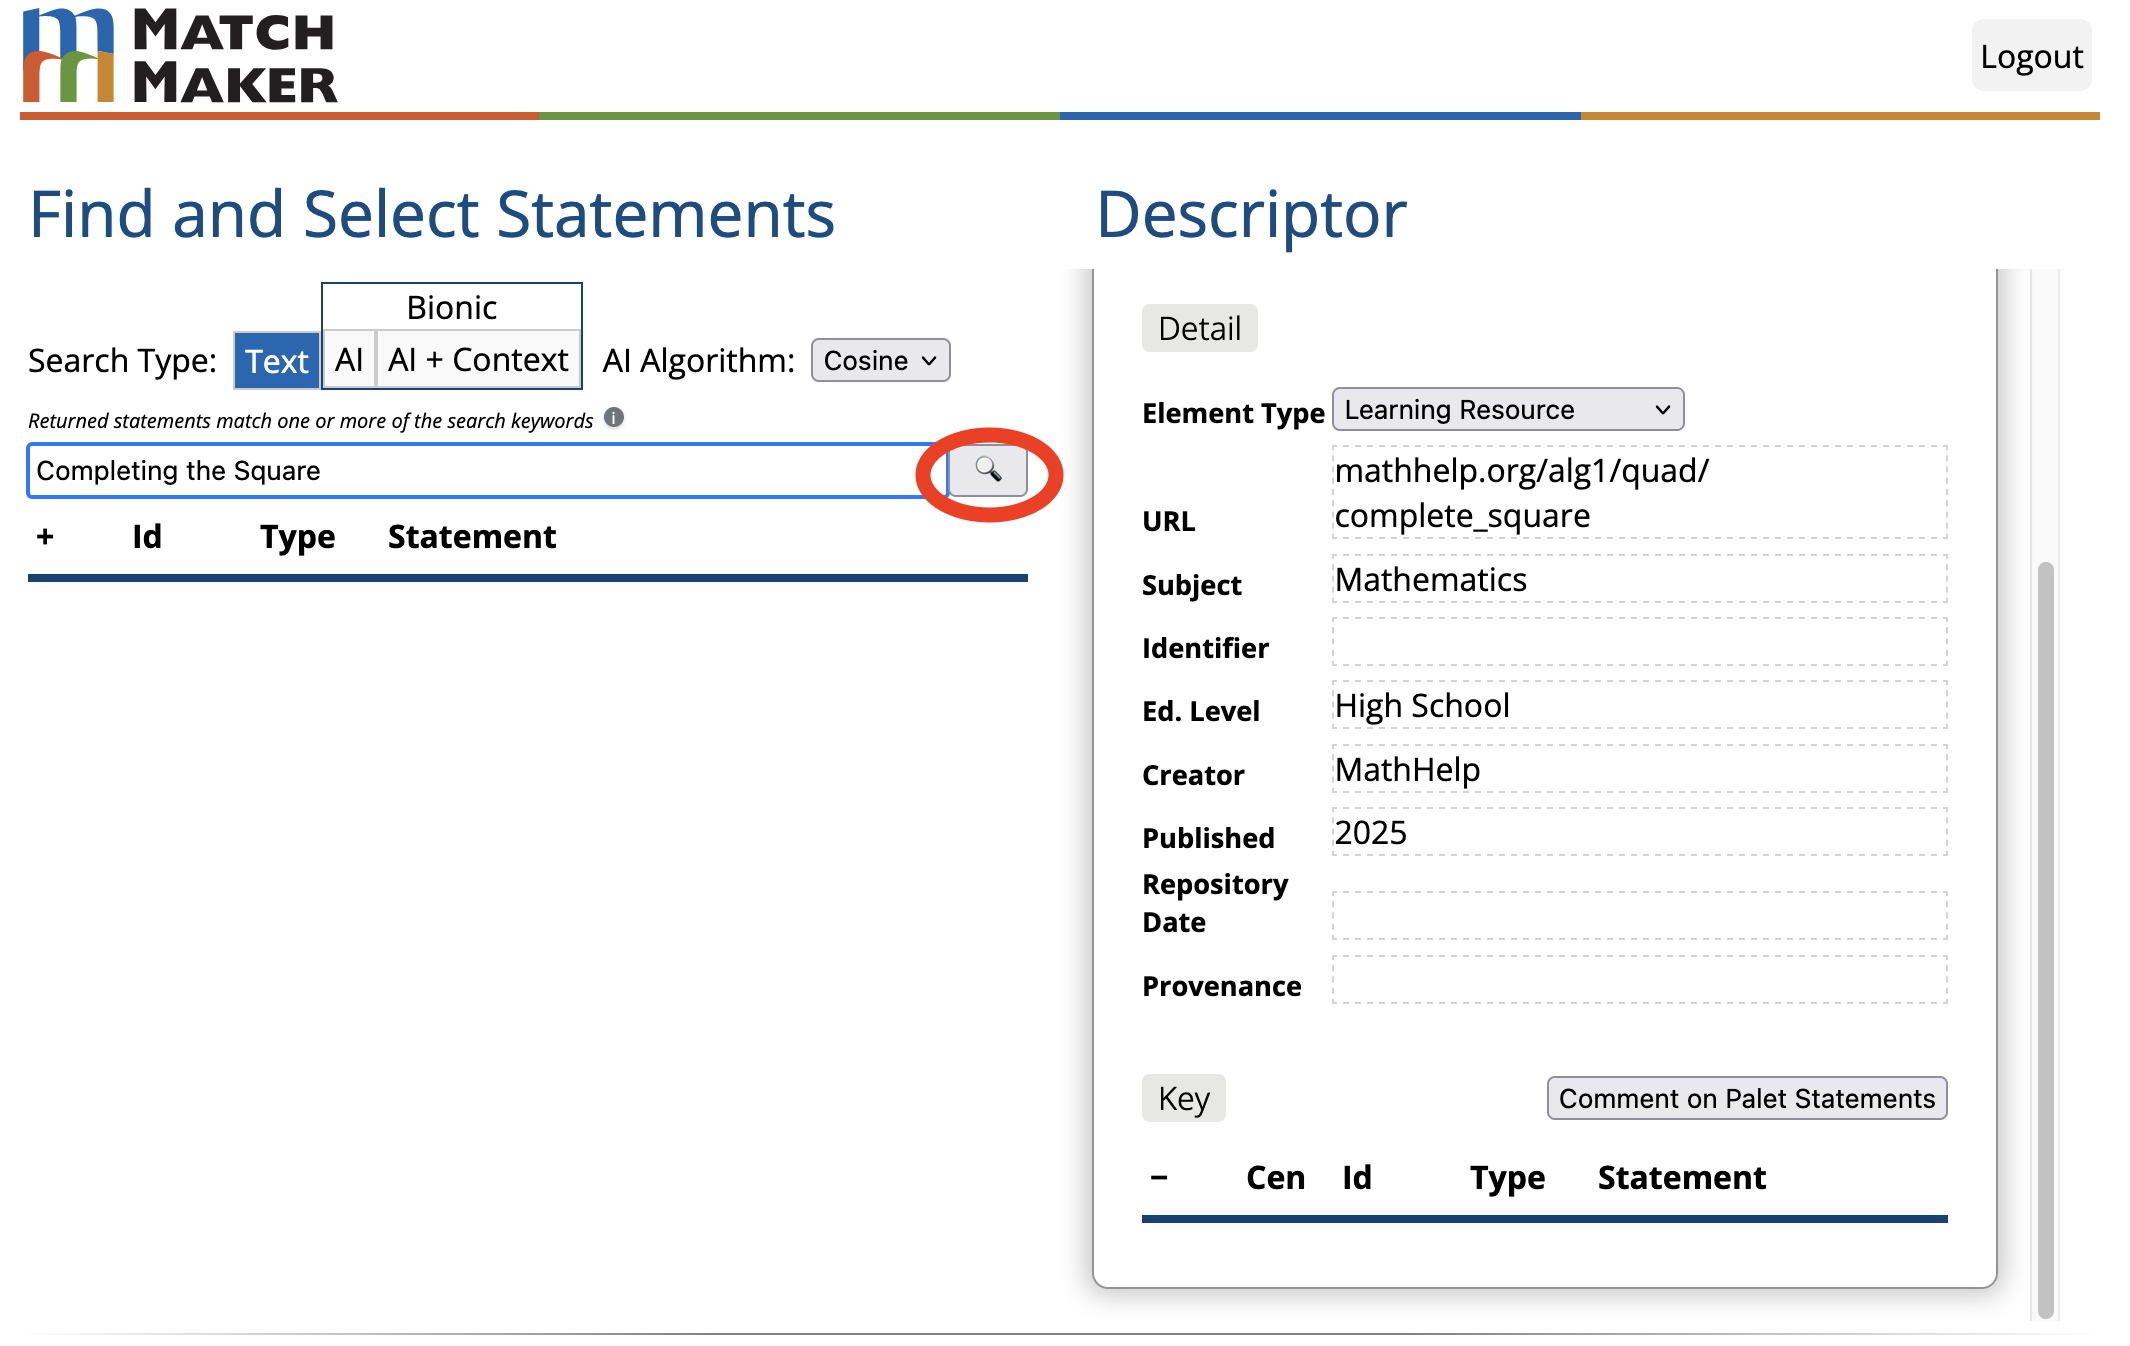 MATCH
MAKER
Logout
Find and Select Statements
Bionic
Search Type: Text AI AI + Context AI Algorithm: Cosine
Returned statements match one or more of the search keywords i
Completing the Square
+ Id Type Statement
Descriptor
Detail
Element Type Learning Resource
URL mathhelp.org/alg1/quad/
complete_square
Subject Mathematics
Identifier
Ed. Level High School
Creator MathHelp
Published 2025
Repository
Date
Provenance
Key Comment on Palet Statements
– Cen Id Type Statement